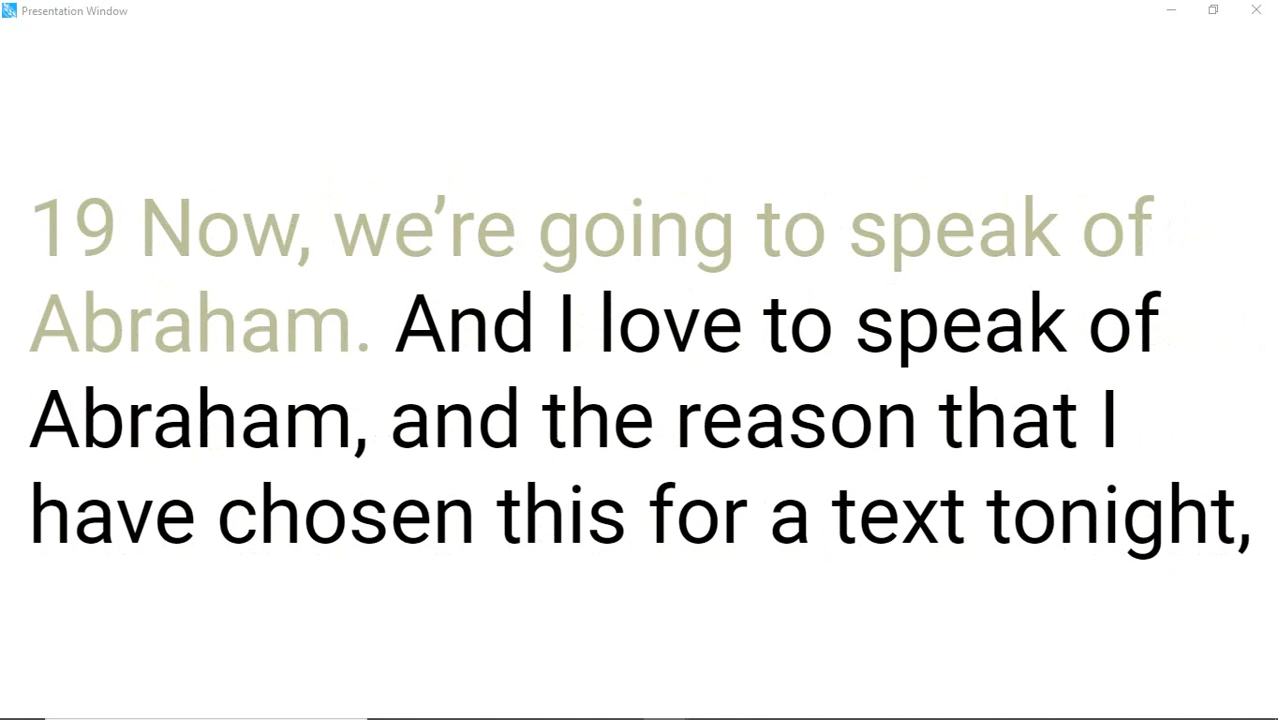 Presentation Window
19 Now, we’re going to speak of
Abraham. And I love to speak of
Abraham, and the reason that I
have chosen this for a text tonight,